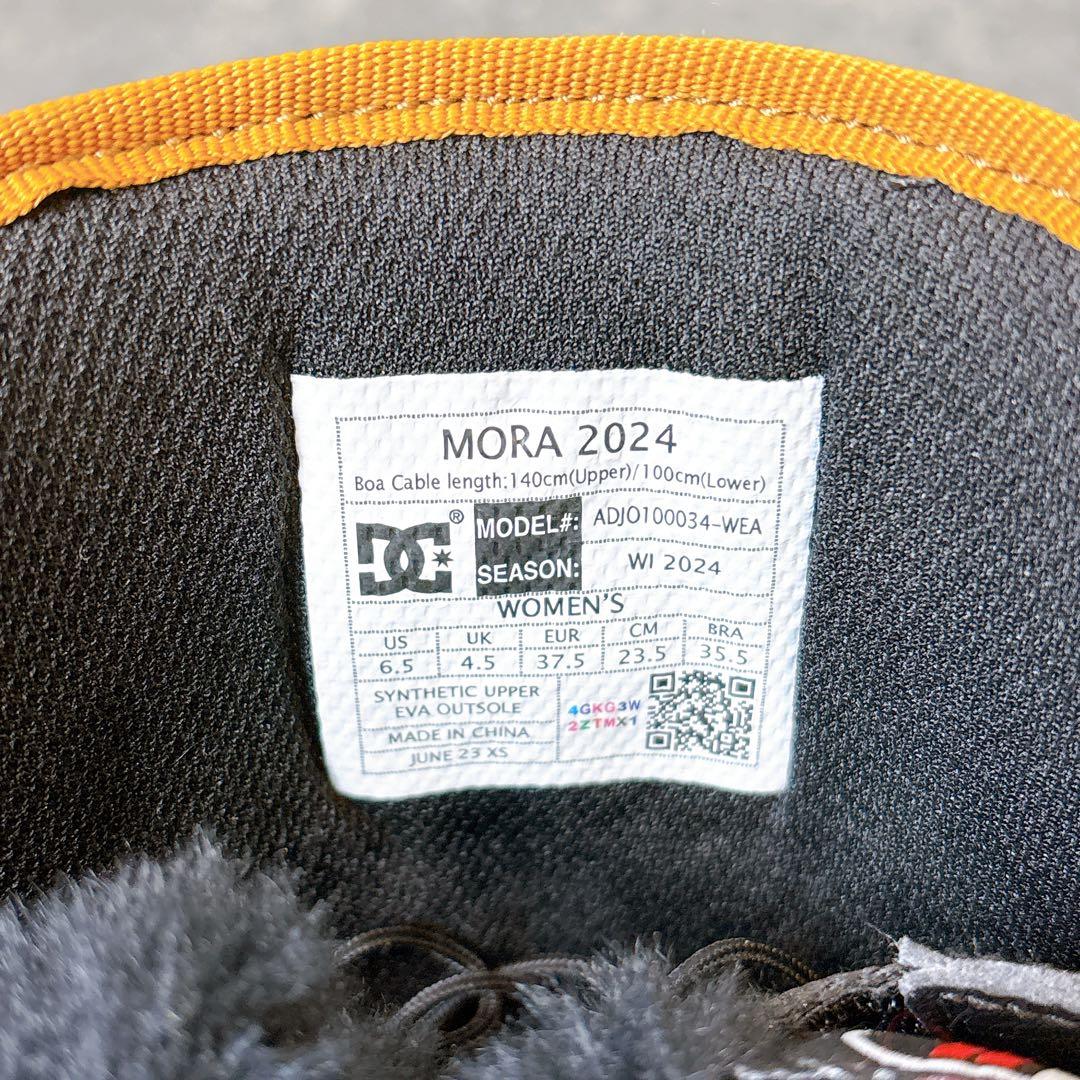 MORA 2024
Boa Cable length:140cm(Upper)/100cm(Lower)
DC ® MODEL#: ADJO100034-WEA
SEASON: WI 2024
WOMEN'S
US UK EUR CM BRA
6.5 4.5 37.5 23.5 35.5
SYNTHETIC UPPER
EVA OUTSOLE
MADE IN CHINA
JUNE 23 XS
4GKG3W
2ZTMX1